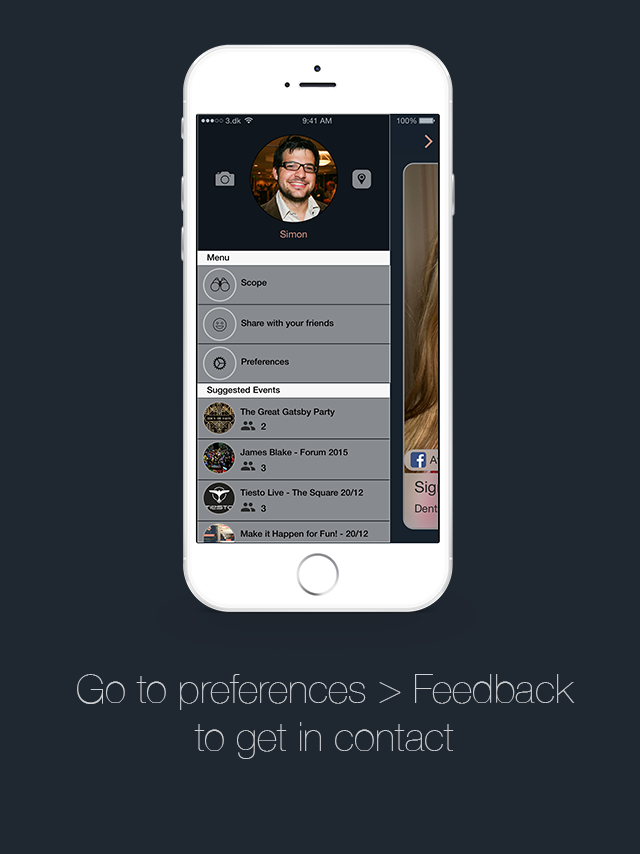 3.dk 9:41 AM 100%
Simon
Menu
Scope
Share with your friends
Preferences
Suggested Events
The Great Gatsby Party
2
James Blake - Forum 2015
3
Tiesto Live - The Square 20/12
3
Make it Happen for Fun! - 20/12
Sig
Dent
Go to preferences > Feedback
to get in contact